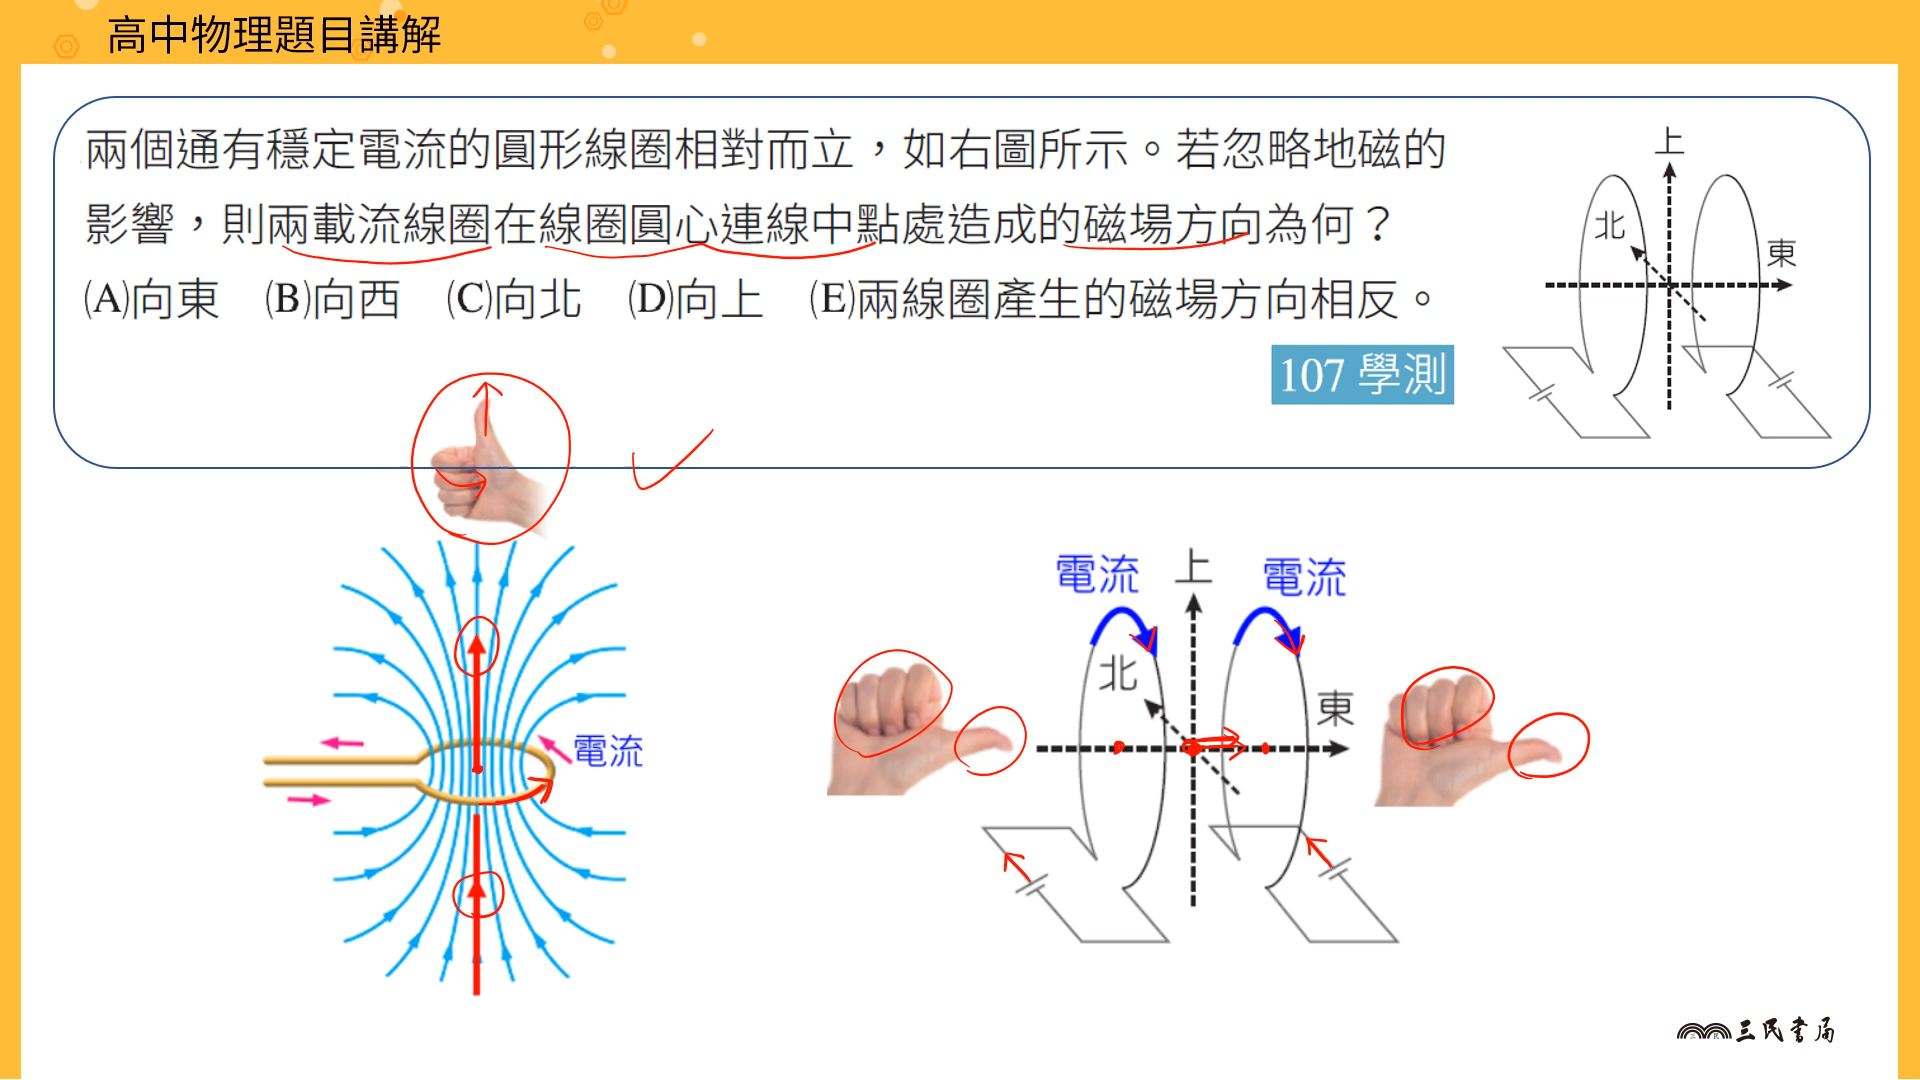 高中物理題目講解
兩個通有穩定電流的圓形線圈相對而立，如右圖所示。若忽略地磁的
影響，則兩載流線圈在線圈圓心連線中點處造成的磁場方向為何？
(A)向東 (B)向西 (C)向北 (D)向上 (E)兩線圈產生的磁場方向相反。
107 學測
上
北
東
電流
電流
上
電流
北
東
三民書局